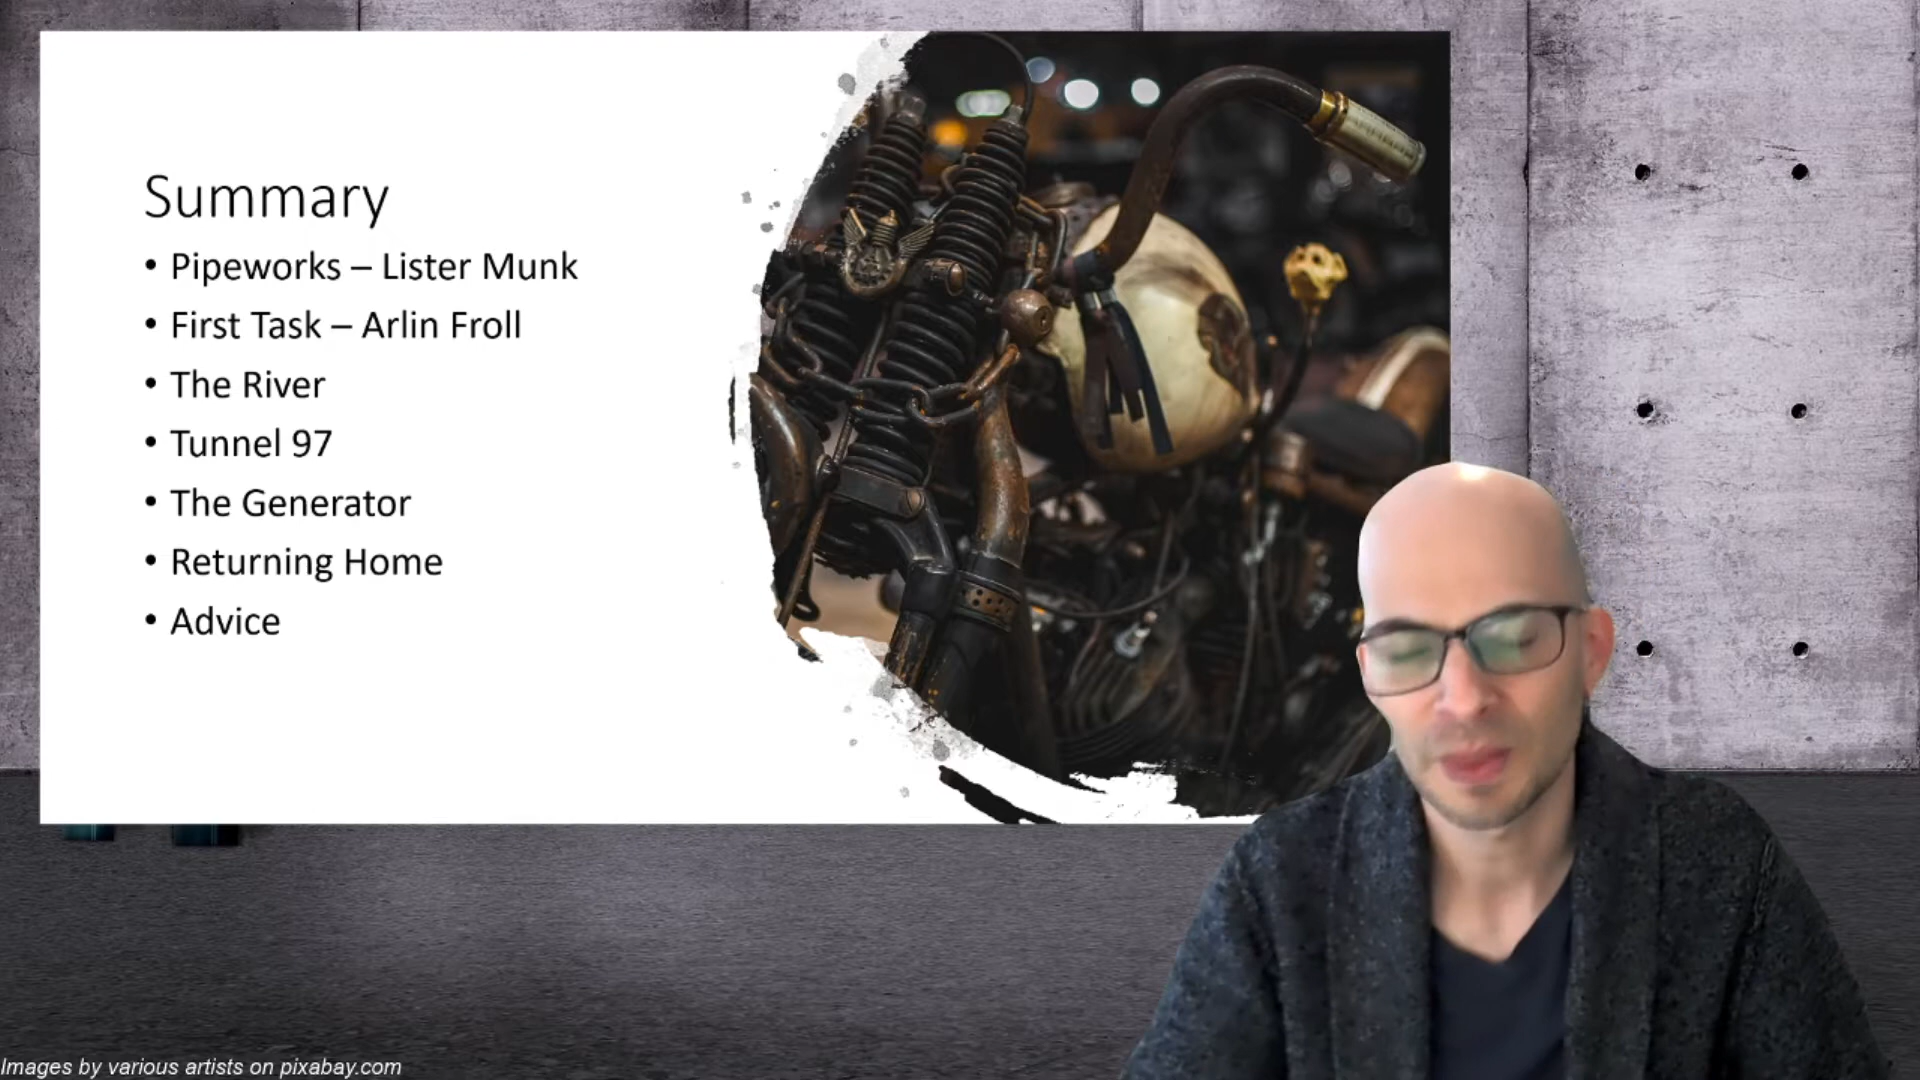 Summary
• Pipeworks – Lister Munk
• First Task – Arlin Froll
• The River
• Tunnel 97
• The Generator
• Returning Home
• Advice
Images by various artists on pixabay.com